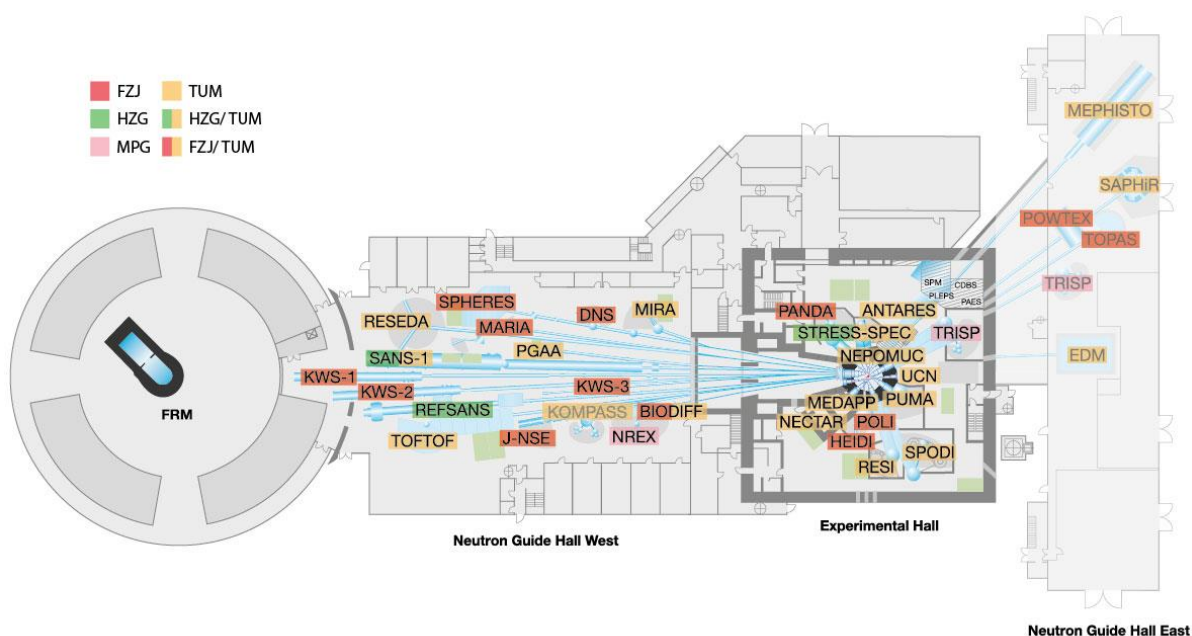 FZJ TUM
HZG HZG/ TUM
MPG FZJ/ TUM
MEPHISTO
SAPHiR
POWTEX
TOPAS
TRISP
EDM
SPHERES
RESEDA
MARIA
DNS
MIRA
PGAA
SANS-1
KWS-1
KWS-2
KWS-3
REFSANS
KOMPASS
BIODIFF
TOFTOF
J-NSE
NREX
SPM
CDBS
PLEPS
PAES
PANDA
ANTARES
STRESS-SPEC
TRISP
NEPOMUC
UCN
MEDAPP
PUMA
NECTAR
POLI
HEIDI
SPODI
RESI
FRM
Neutron Guide Hall West
Experimental Hall
Neutron Guide Hall East